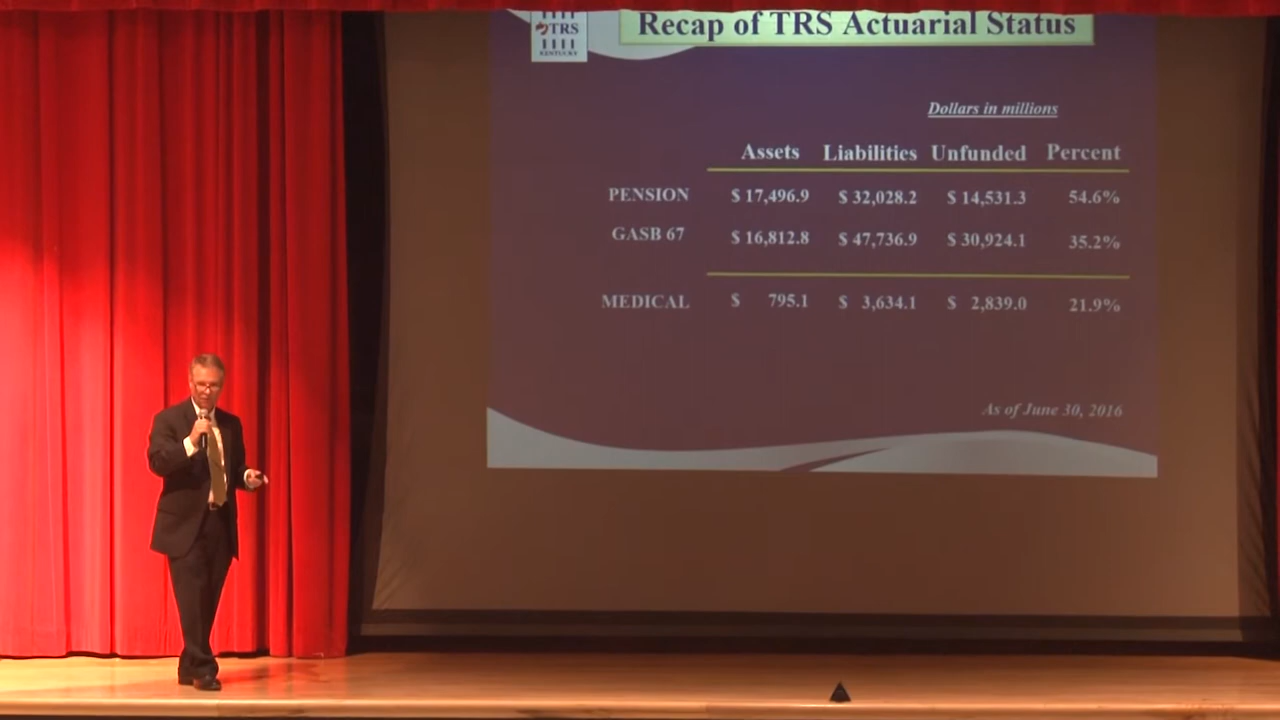 TRS
KENTUCKY
Recap of TRS Actuarial Status
Dollars in millions
Assets Liabilities Unfunded Percent
PENSION $ 17,496.9 $ 32,028.2 $ 14,531.3 54.6%
GASB 67 $ 16,812.8 $ 47,736.9 $ 30,924.1 35.2%
MEDICAL $ 795.1 $ 3,634.1 $ 2,839.0 21.9%
As of June 30, 2016